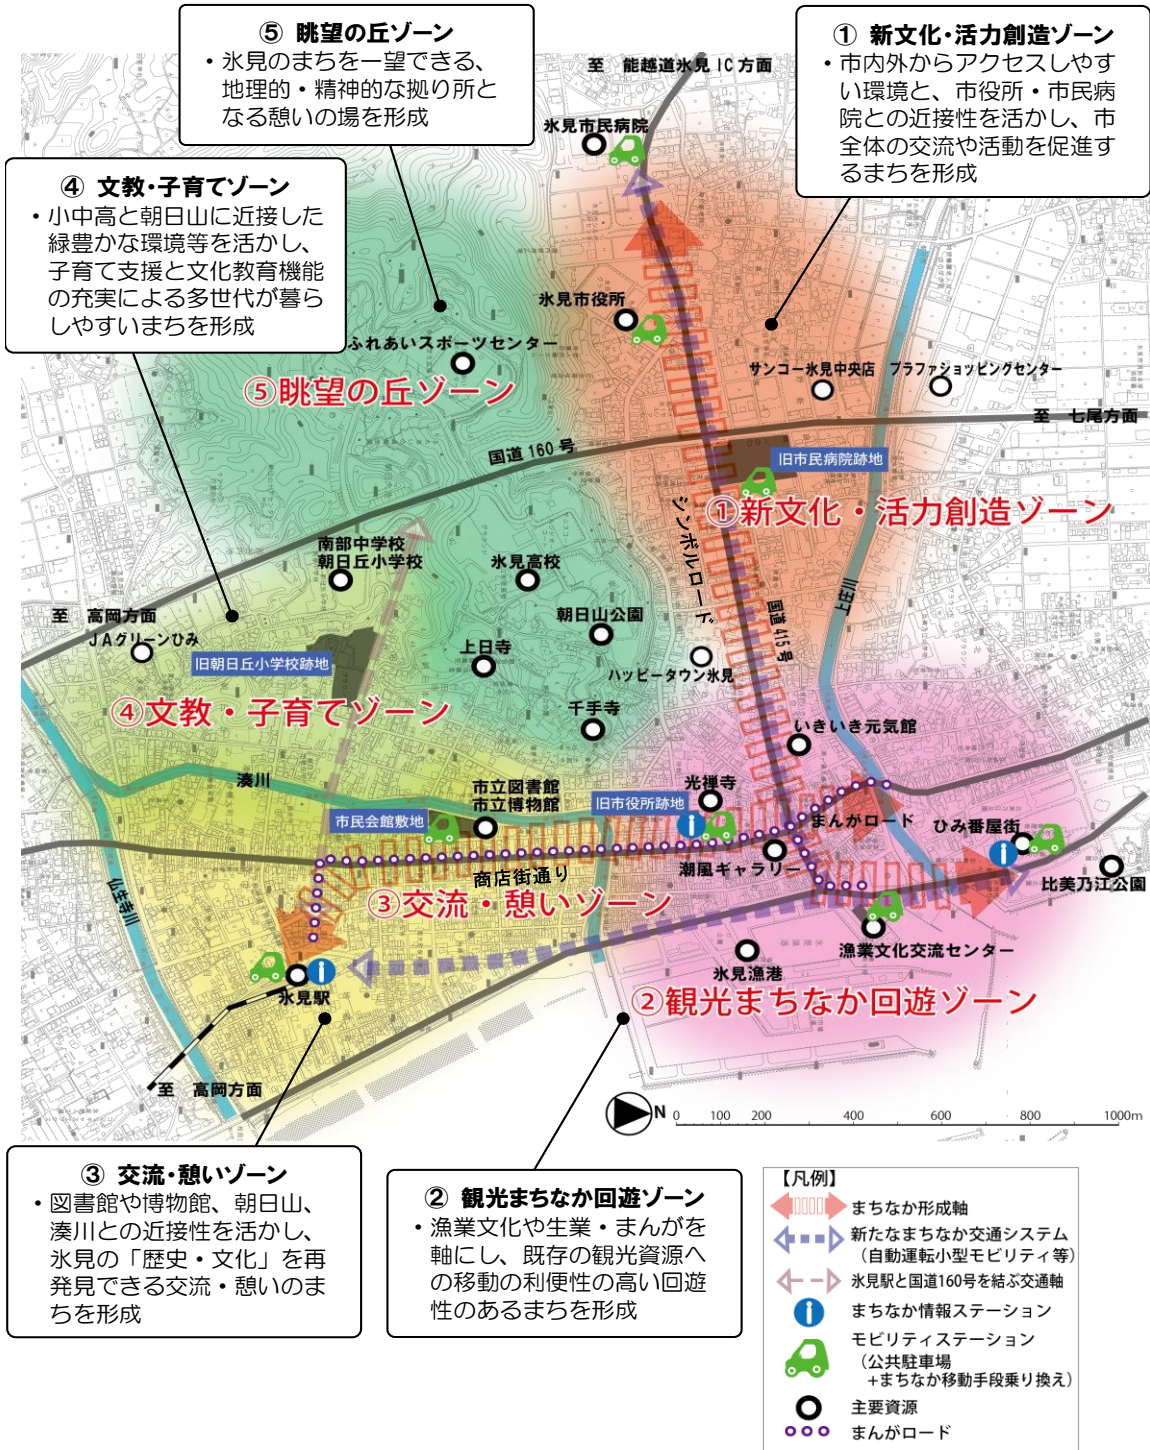 ⑤ 眺望の丘ゾーン
・氷見のまちを一望できる、
地理的・精神的な拠り所と
なる憩いの場を形成
① 新文化・活力創造ゾーン
・市内外からアクセスしやす
い環境と、市役所・市民病
院との近接性を活かし、市
全体の交流や活動を促進す
るまちを形成
④ 文教・子育てゾーン
・小中高と朝日山に近接した
緑豊かな環境等を活かし、
子育て支援と文化教育機能
の充実による多世代が暮ら
しやすいまちを形成
至 能越道氷見IC方面
氷見市民病院
氷見市役所
ふれあいスポーツセンター
サンコー氷見中央店
プラファショッピングセンター
⑤眺望の丘ゾーン
至 七尾方面
国道160号
旧市民病院跡地
①新文化・活力創造ゾーン
シンボルロード
南部中学校
朝日丘小学校
氷見高校
至 高岡方面
JAグリーンひみ
朝日山公園
国道415号
上庄川
旧朝日丘小学校跡地
上日寺
ハッピータウン氷見
④文教・子育てゾーン
千手寺
いきいき元気館
湊川
市立図書館
市立博物館
光禅寺
旧市役所跡地
市民会館敷地
まんがロード
ひみ番屋街
商店街通り
潮風ギャラリー
比美乃江公園
仏生寺川
③交流・憩いゾーン
漁業文化交流センター
氷見漁港
氷見駅
②観光まちなか回遊ゾーン
至 高岡方面
N
0 100 200 400 600 800 1000m
③ 交流・憩いゾーン
・図書館や博物館、朝日山、
湊川との近接性を活かし、
氷見の「歴史・文化」を再
発見できる交流・憩いのま
ちを形成
② 観光まちなか回遊ゾーン
・漁業文化や生業・まんがを
軸にし、既存の観光資源へ
の移動の利便性の高い回遊
性のあるまちを形成
【凡例】
まちなか形成軸
新たなまちなか交通システム
（自動運転小型モビリティ等）
氷見駅と国道160号を結ぶ交通軸
まちなか情報ステーション
モビリティステーション
（公共駐車場
+まちなか移動手段乗り換え）
主要資源
まんがロード